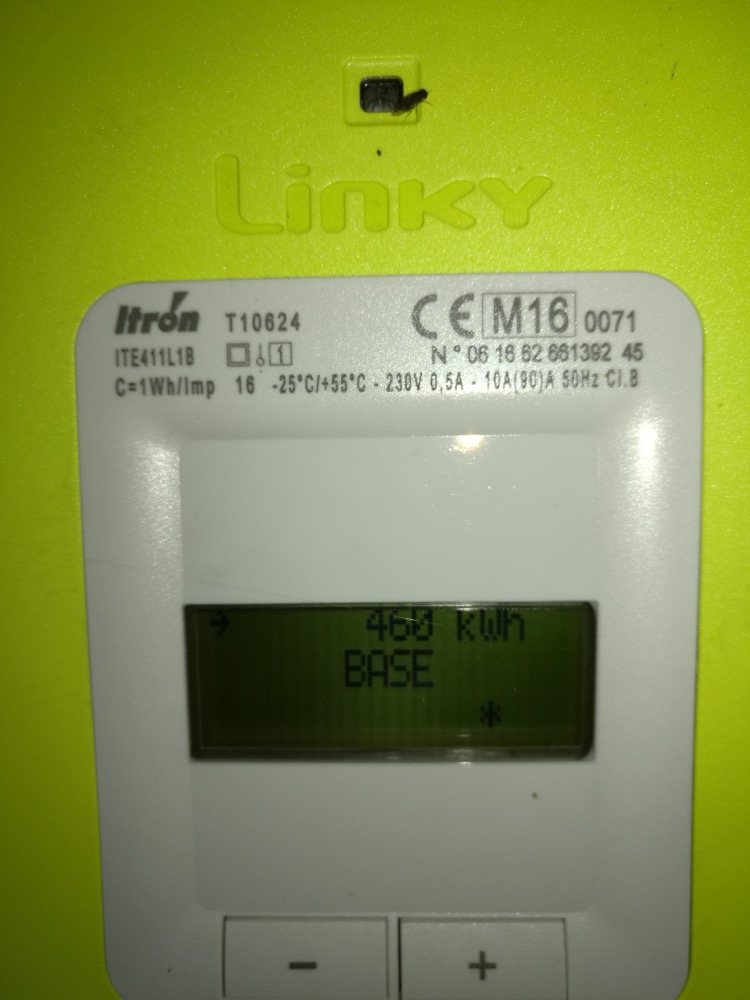 Linky
Itron T10624
CE M16 0071
ITE411L1B 1
N° 06 16 62 661392 45
C=1Wh/Imp 16 -25°C/+55°C - 230V 0,5A - 10A(90)A 50Hz Cl.B
→ 460 kWh
BASE
*
- +